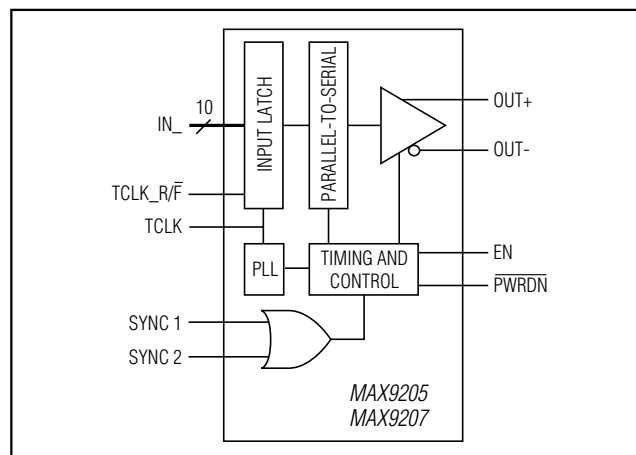 INPUT LATCH
PARALLEL-TO-SERIAL
10
IN_
OUT+
OUT-
TCLK_R/F̅
TCLK
PLL
TIMING AND
CONTROL
EN
P̅W̅R̅D̅N̅
SYNC 1
SYNC 2
MAX9205
MAX9207